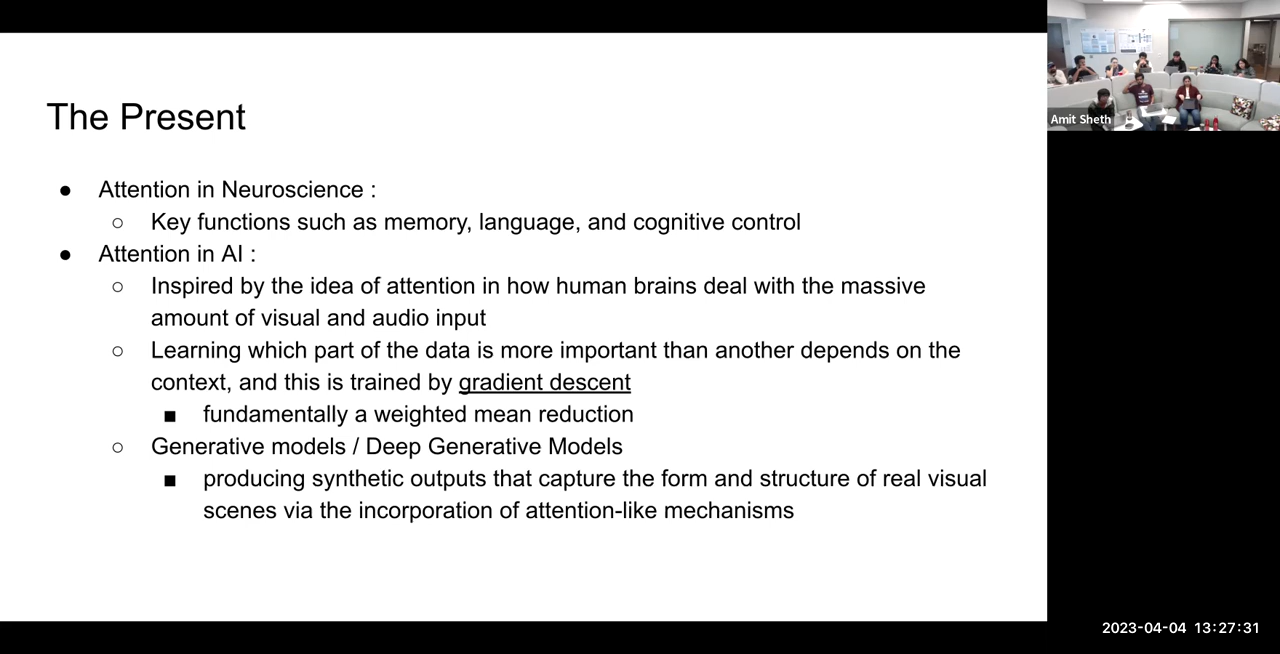 The Present
● Attention in Neuroscience :
○ Key functions such as memory, language, and cognitive control
● Attention in AI :
○ Inspired by the idea of attention in how human brains deal with the massive
amount of visual and audio input
○ Learning which part of the data is more important than another depends on the
context, and this is trained by gradient descent
■ fundamentally a weighted mean reduction
○ Generative models / Deep Generative Models
■ producing synthetic outputs that capture the form and structure of real visual
scenes via the incorporation of attention-like mechanisms
Amit Sheth
2023-04-04 13:27:31